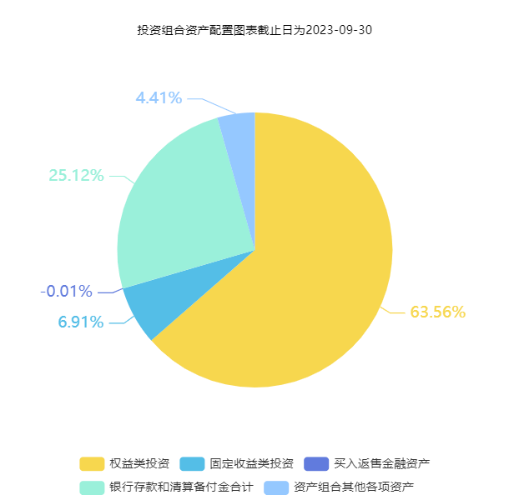 投资组合资产配置图表截止日为2023-09-30
4.41%
25.12%
-0.01%
6.91%
63.56%
权益类投资 固定收益类投资 买入返售金融资产
银行存款和清算备付金合计 资产组合其他各项资产